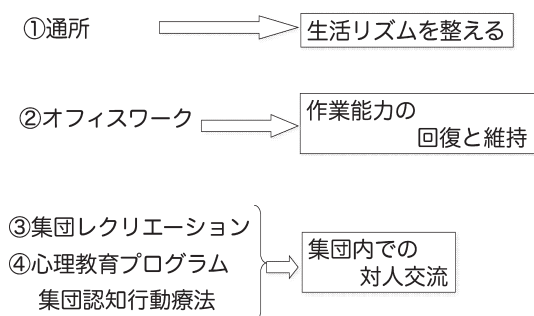 ①通所
生活リズムを整える
②オフィスワーク
作業能力の
回復と維持
③集団レクリエーション
④心理教育プログラム
集団認知行動療法
集団内での
対人交流